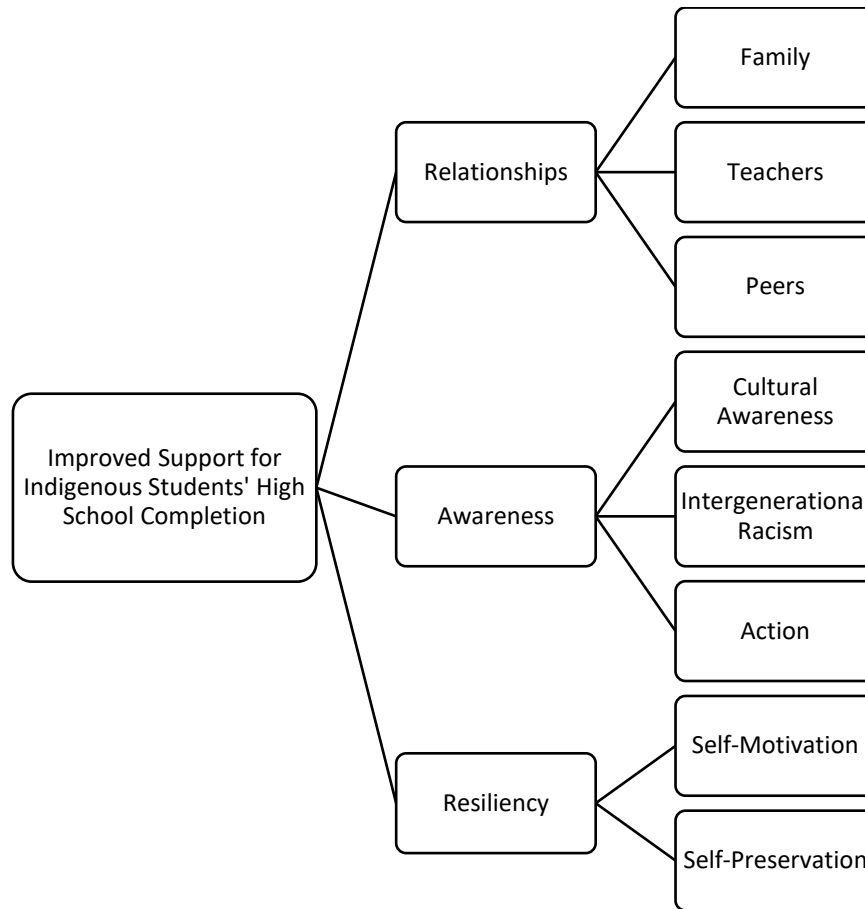 Improved Support for
Indigenous Students' High
School Completion
Relationships
Family
Teachers
Peers
Awareness
Cultural
Awareness
Intergenerational
Racism
Action
Resiliency
Self-Motivation
Self-Preservation